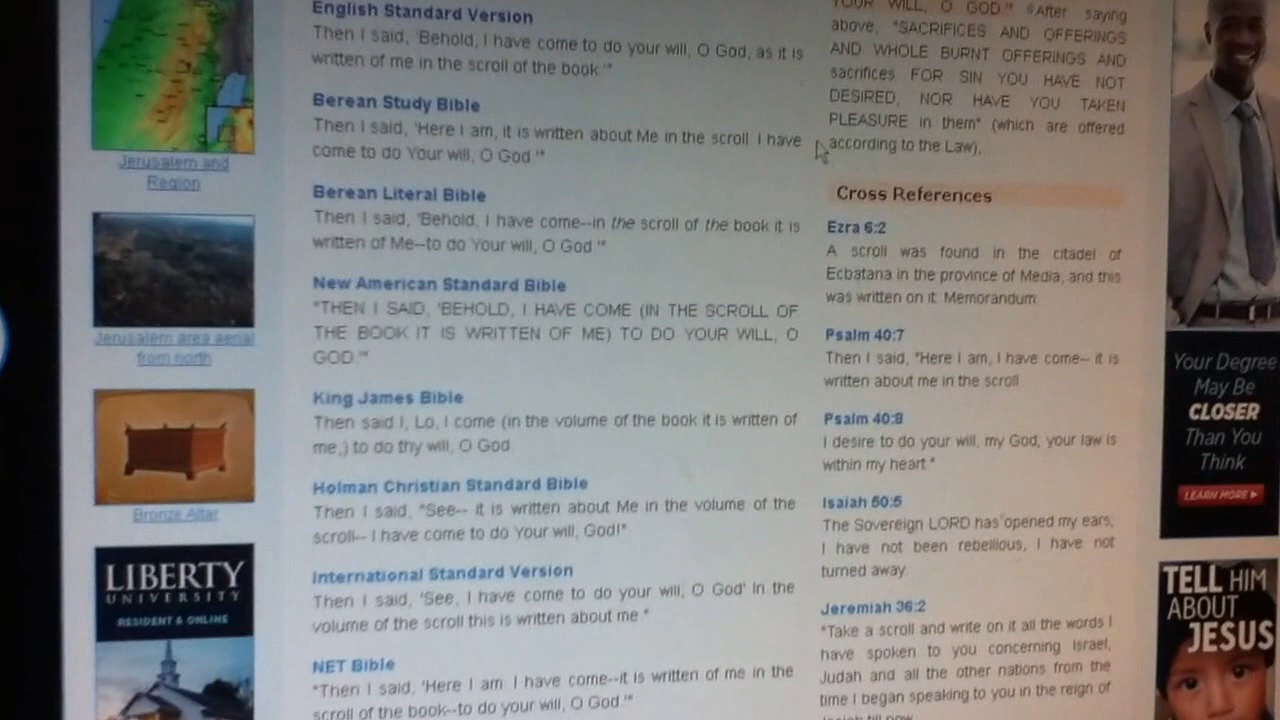 Jerusalem and
Region
Jerusalem area aerial
from north
Bronze Altar
LIBERTY
UNIVERSITY
RESIDENT & ONLINE
English Standard Version
Then I said, 'Behold, I have come to do your will, O God, as it is
written of me in the scroll of the book.'"
Berean Study Bible
Then I said, 'Here I am, it is written about Me in the scroll: I have
come to do Your will, O God.'"
Berean Literal Bible
Then I said, 'Behold, I have come--in the scroll of the book it is
written of Me--to do Your will, O God.'"
New American Standard Bible
"THEN I SAID, 'BEHOLD, I HAVE COME (IN THE SCROLL OF
THE BOOK IT IS WRITTEN OF ME) TO DO YOUR WILL, O
GOD.'"
King James Bible
Then said I, Lo, I come (in the volume of the book it is written of
me,) to do thy will, O God.
Holman Christian Standard Bible
Then I said, "See-- it is written about Me in the volume of the
scroll-- I have come to do Your will, God!"
International Standard Version
Then I said, 'See, I have come to do your will, O God' In the
volume of the scroll this is written about me."
NET Bible
"Then I said, 'Here I am: I have come--it is written of me in the
scroll of the book--to do your will, O God.'"
YOUR WILL, O GOD.'" 8After saying
above, "SACRIFICES AND OFFERINGS
AND WHOLE BURNT OFFERINGS AND
sacrifices FOR SIN YOU HAVE NOT
DESIRED, NOR HAVE YOU TAKEN
PLEASURE in them" (which are offered
according to the Law),
Cross References
Ezra 6:2
A scroll was found in the citadel of
Ecbatana in the province of Media, and this
was written on it: Memorandum:
Psalm 40:7
Then I said, "Here I am, I have come-- it is
written about me in the scroll.
Psalm 40:8
I desire to do your will, my God; your law is
within my heart."
Isaiah 50:5
The Sovereign LORD has opened my ears;
I have not been rebellious, I have not
turned away.
Jeremiah 36:2
"Take a scroll and write on it all the words I
have spoken to you concerning Israel,
Judah and all the other nations from the
time I began speaking to you in the reign of
till now.
Your Degree
May Be
CLOSER
Than You
Think
LEARN MORE
TELL HIM
ABOUT
JESUS